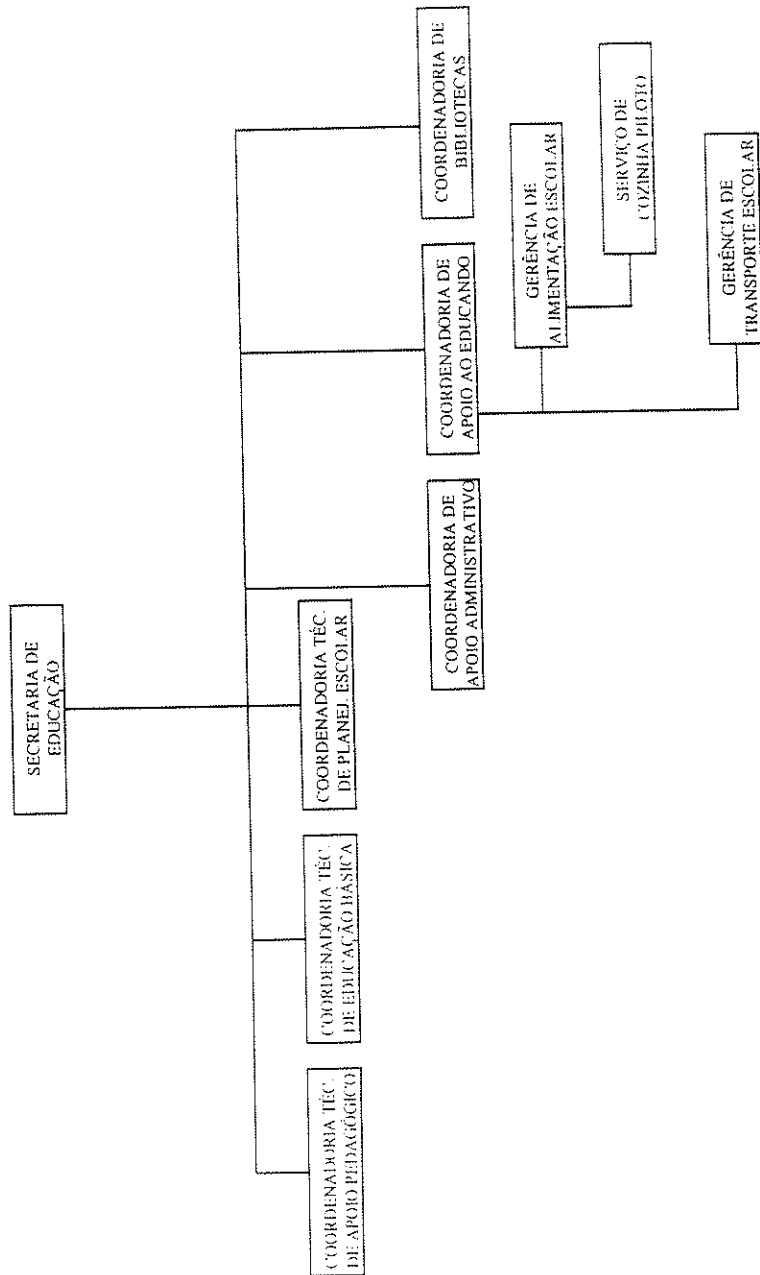 SECRETARIA DE
EDUCAÇÃO
COORDENADORIA TÉC.
DE APOIO PEDAGÓGICO
COORDENADORIA TÉC.
DE EDUCAÇÃO BÁSICA
COORDENADORIA TÉC.
DE PLANEJ. ESCOLAR
COORDENADORIA DE
APOIO ADMINISTRATIVO
COORDENADORIA DE
APOIO AO EDUCANDO
COORDENADORIA DE
BIBLIOTECAS
GERÊNCIA DE
ALIMENTAÇÃO ESCOLAR
SERVIÇO DE
COZINHA PILOTO
GERÊNCIA DE
TRANSPORTE ESCOLAR